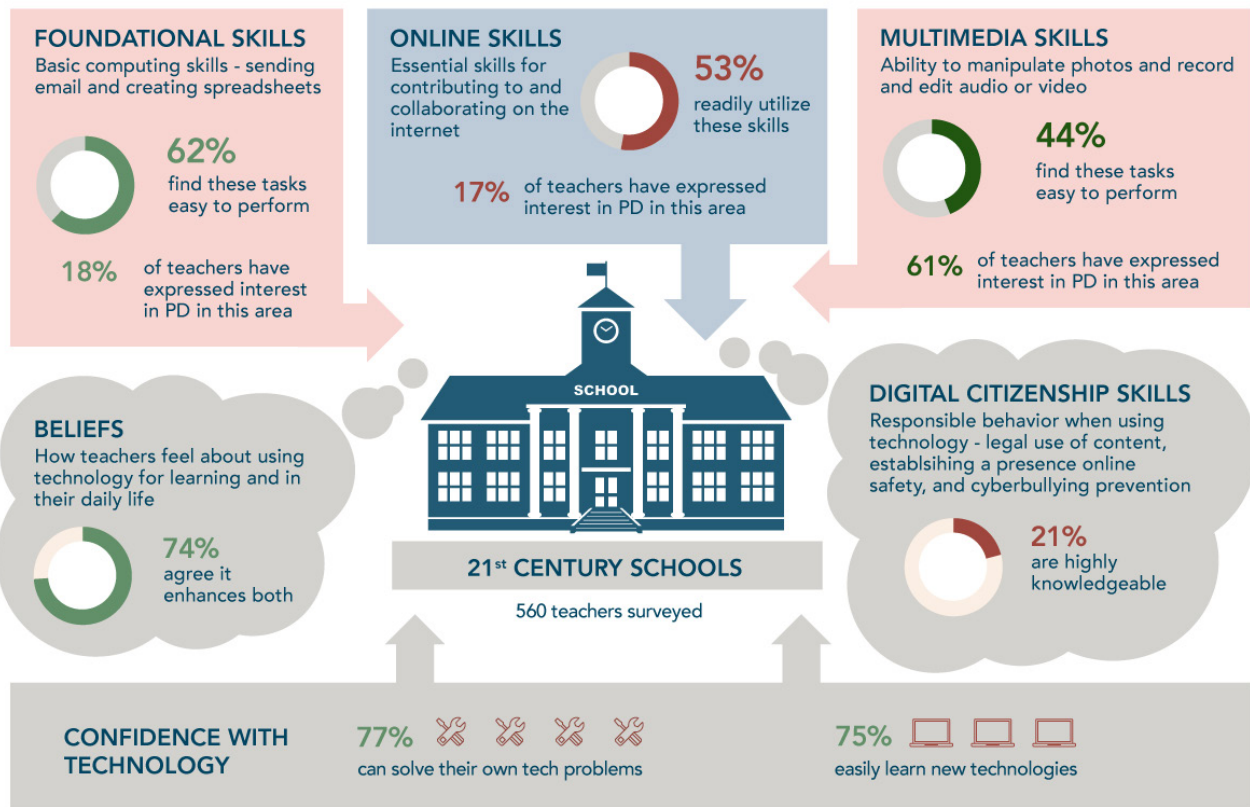 FOUNDATIONAL SKILLS
Basic computing skills - sending
email and creating spreadsheets
62%
find these tasks
easy to perform
18%
of teachers have
expressed interest
in PD in this area
ONLINE SKILLS
Essential skills for
contributing to and
collaborating on the
internet
53%
readily utilize
these skills
17%
of teachers have expressed
interest in PD in this area
MULTIMEDIA SKILLS
Ability to manipulate photos and record
and edit audio or video
44%
find these tasks
easy to perform
61%
of teachers have expressed
interest in PD in this area
BELIEFS
How teachers feel about using
technology for learning and in
their daily life
74%
agree it
enhances both
SCHOOL
21st CENTURY SCHOOLS
560 teachers surveyed
DIGITAL CITIZENSHIP SKILLS
Responsible behavior when using
technology - legal use of content,
establsihing a presence online
safety, and cyberbullying prevention
21%
are highly
knowledgeable
CONFIDENCE WITH
TECHNOLOGY
77%
can solve their own tech problems
75%
easily learn new technologies